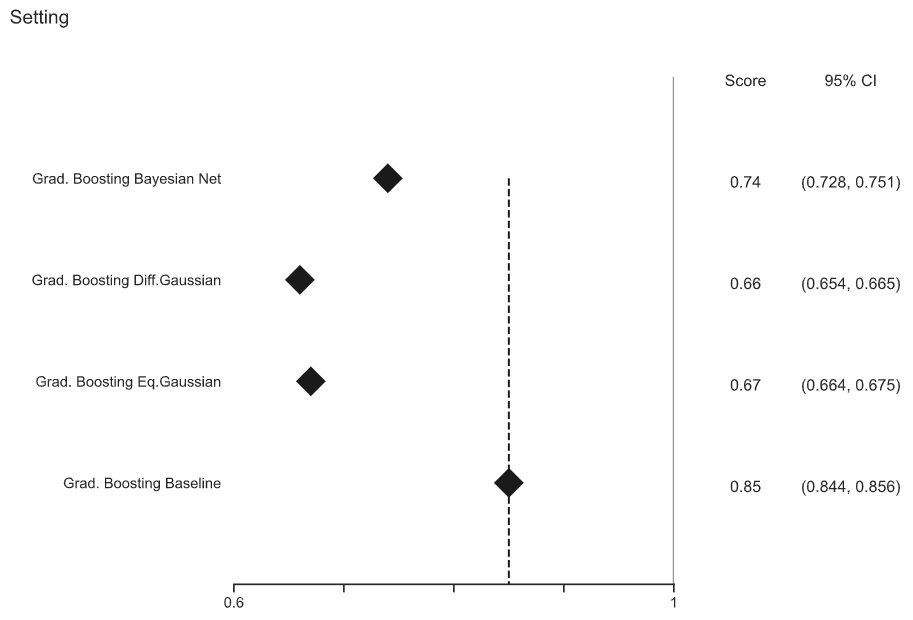 Setting
Score 95% CI
Grad. Boosting Bayesian Net 0.74 (0.728, 0.751)
Grad. Boosting Diff.Gaussian 0.66 (0.654, 0.665)
Grad. Boosting Eq.Gaussian 0.67 (0.664, 0.675)
Grad. Boosting Baseline 0.85 (0.844, 0.856)
0.6 1